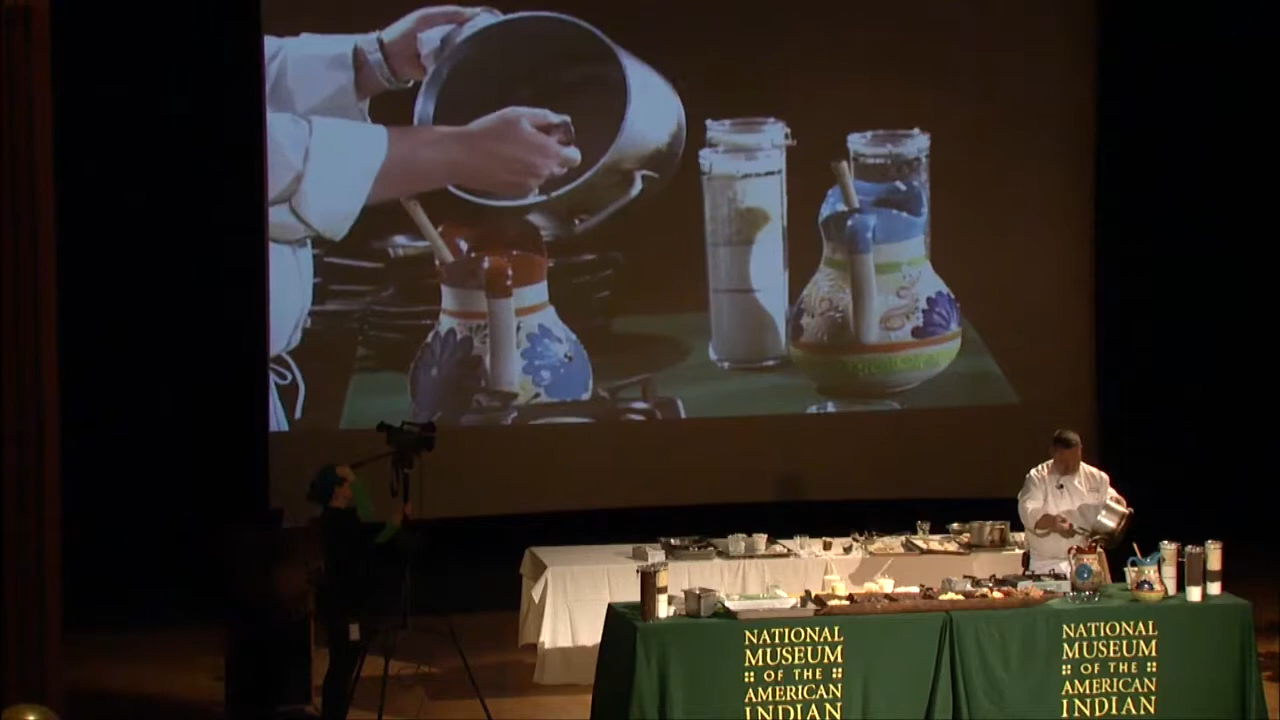 NATIONAL
MUSEUM
OF THE
AMERICAN
INDIAN
NATIONAL
MUSEUM
OF THE
AMERICAN
INDIAN